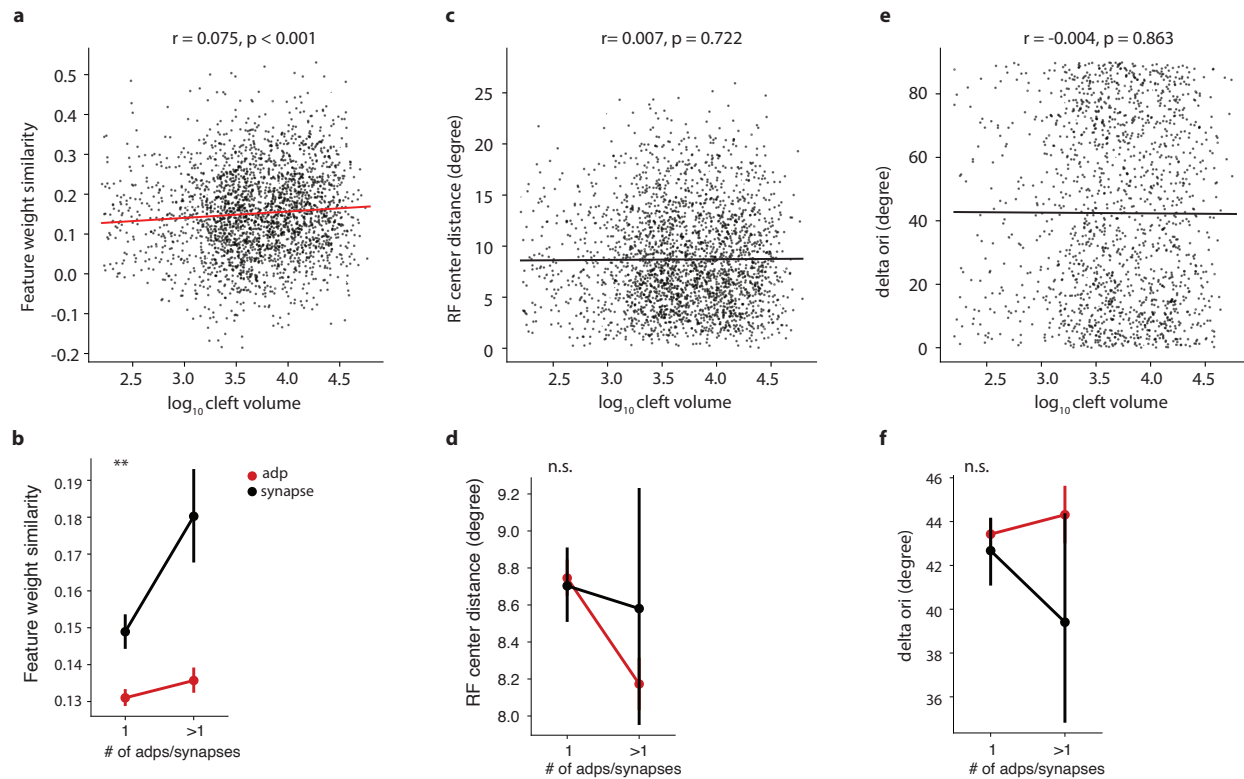 a
r = 0.075, p < 0.001
Feature weight similarity
0.5
0.4
0.3
0.2
0.1
0.0
-0.1
-0.2
2.5 3.0 3.5 4.0 4.5
log10 cleft volume
c
r= 0.007, p = 0.722
RF center distance (degree)
25
20
15
10
5
0
2.5 3.0 3.5 4.0 4.5
log10 cleft volume
e
r = -0.004, p = 0.863
delta ori (degree)
80
60
40
20
0
2.5 3.0 3.5 4.0 4.5
log10 cleft volume
b
**
Feature weight similarity
0.19
0.18
0.17
0.16
0.15
0.14
0.13
1 >1
# of adps/synapses
adp
synapse
d
n.s.
RF center distance (degree)
9.2
9.0
8.8
8.6
8.4
8.2
8.0
1 >1
# of adps/synapses
f
n.s.
delta ori (degree)
46
44
42
40
38
36
1 >1
# of adps/synapses